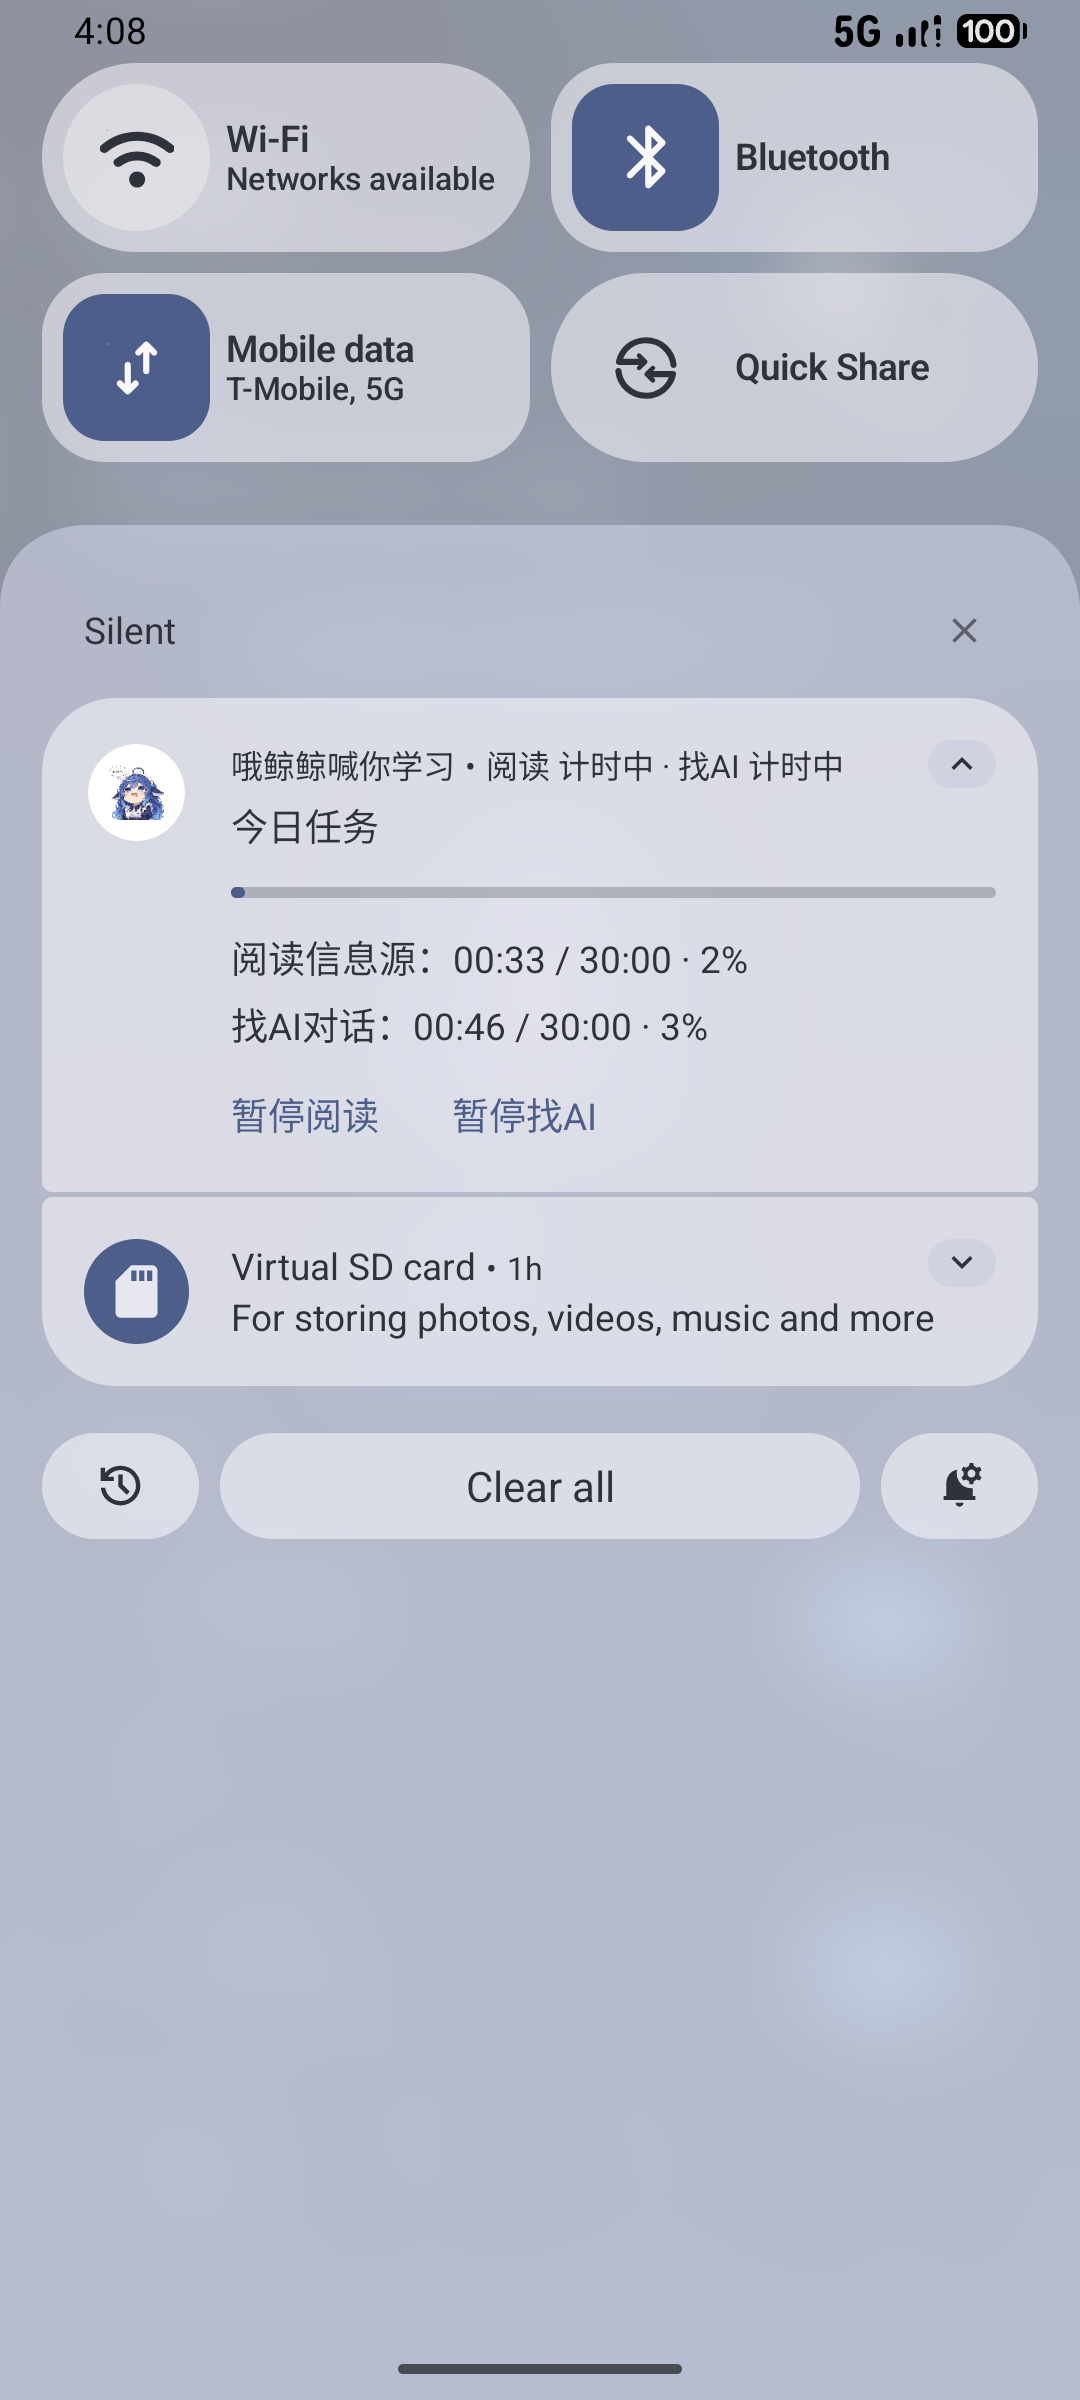 4:08
5G
100
Wi-Fi
Networks available
Bluetooth
Mobile data
T-Mobile, 5G
Quick Share
Silent
哦鲸鲸喊你学习 • 阅读 计时中 · 找AI 计时中
今日任务
阅读信息源：00:33 / 30:00 · 2%
找AI对话：00:46 / 30:00 · 3%
暂停阅读
暂停找AI
Virtual SD card • 1h
For storing photos, videos, music and more
Clear all